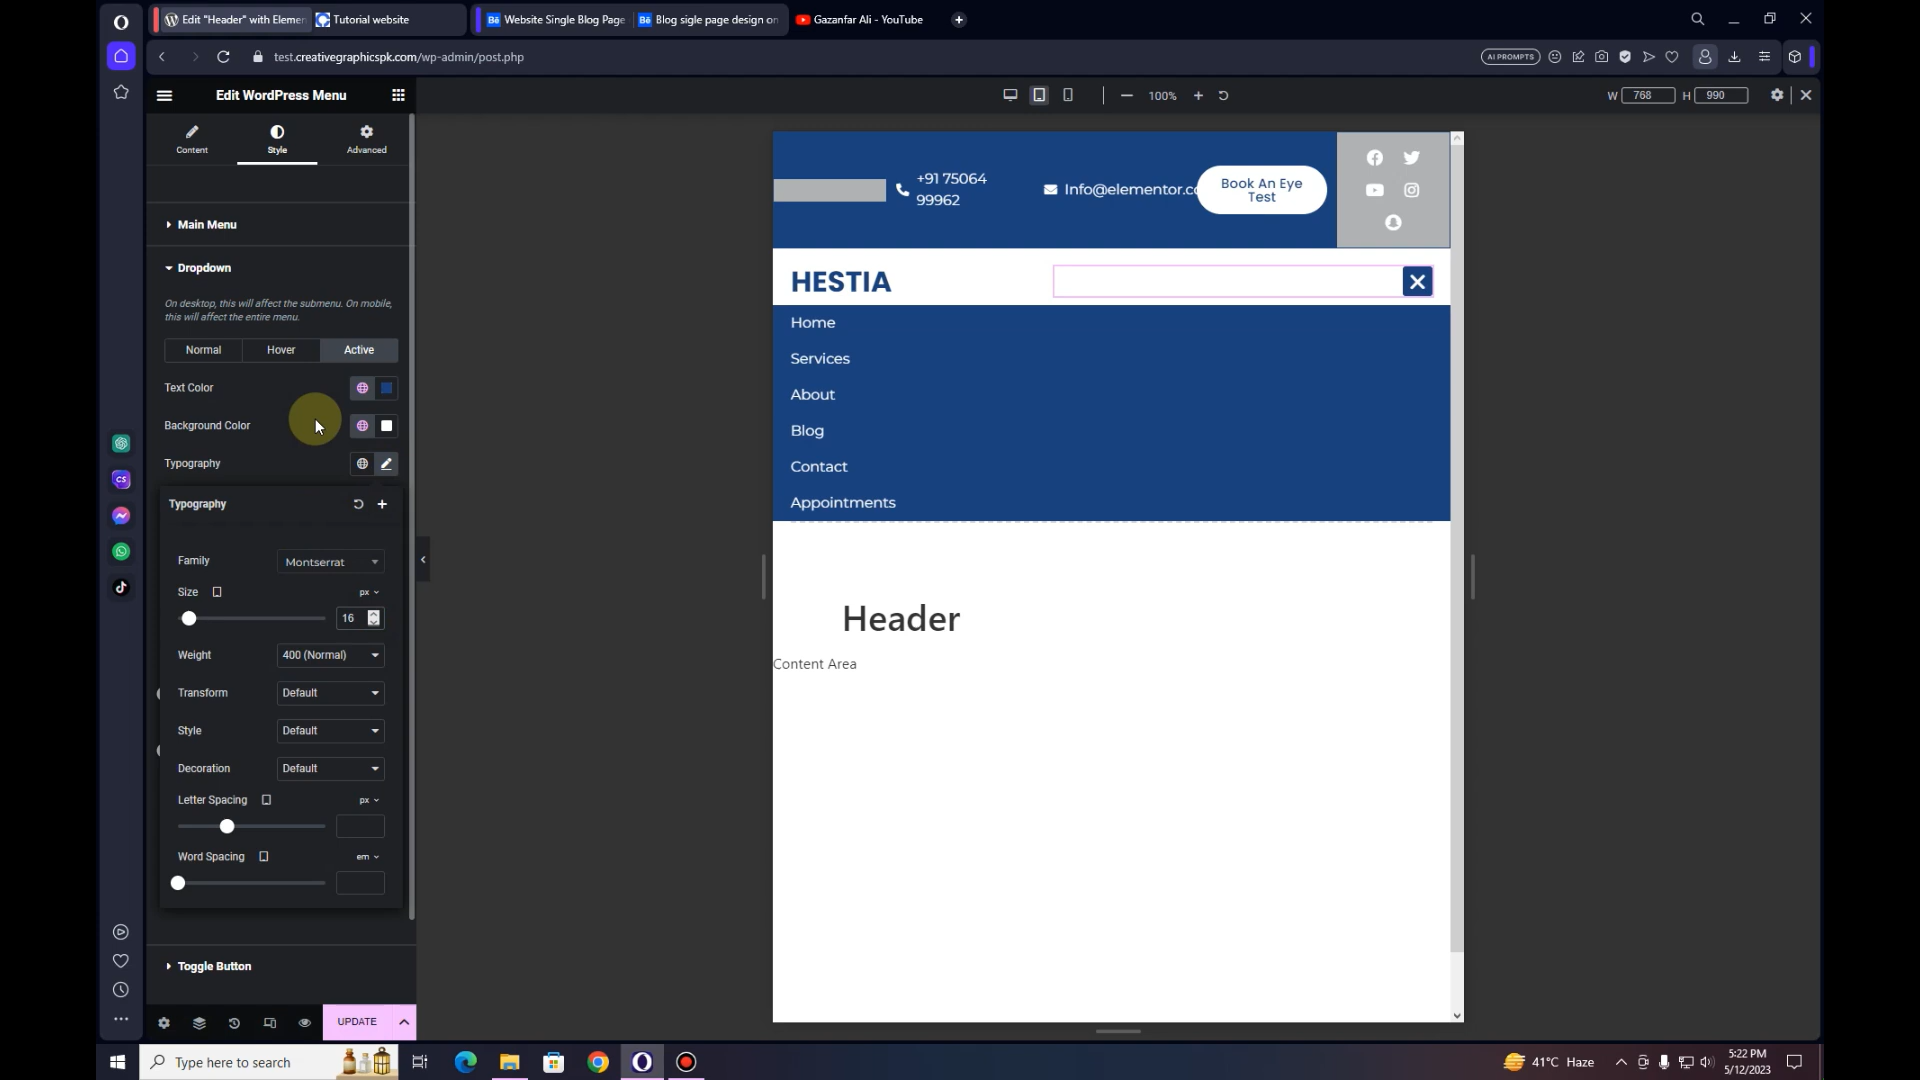 Edit "Header" with Elemen
Tutorial website
Bē Website Single Blog Page
Bē Blog sigle page design on
Gazanfar Ali - YouTube
test.creativegraphicspk.com/wp-admin/post.php
AI PROMPTS
Edit WordPress Menu
100%
W 768 H 990
Content
Style
Advanced
Main Menu
Dropdown
On desktop, this will affect the submenu. On mobile,
this will affect the entire menu.
Normal
Hover
Active
Text Color
Background Color
Typography
Typography
Family
Montserrat
Size
px
16
Weight
400 (Normal)
Transform
Default
Style
Default
Decoration
Default
Letter Spacing
px
Word Spacing
em
Toggle Button
UPDATE
CS
+91 75064
99962
Info@elementor.co
Book An Eye
Test
HESTIA
Home
Services
About
Blog
Contact
Appointments
Header
Content Area
Type here to search
41°C Haze
5:22 PM
5/12/2023